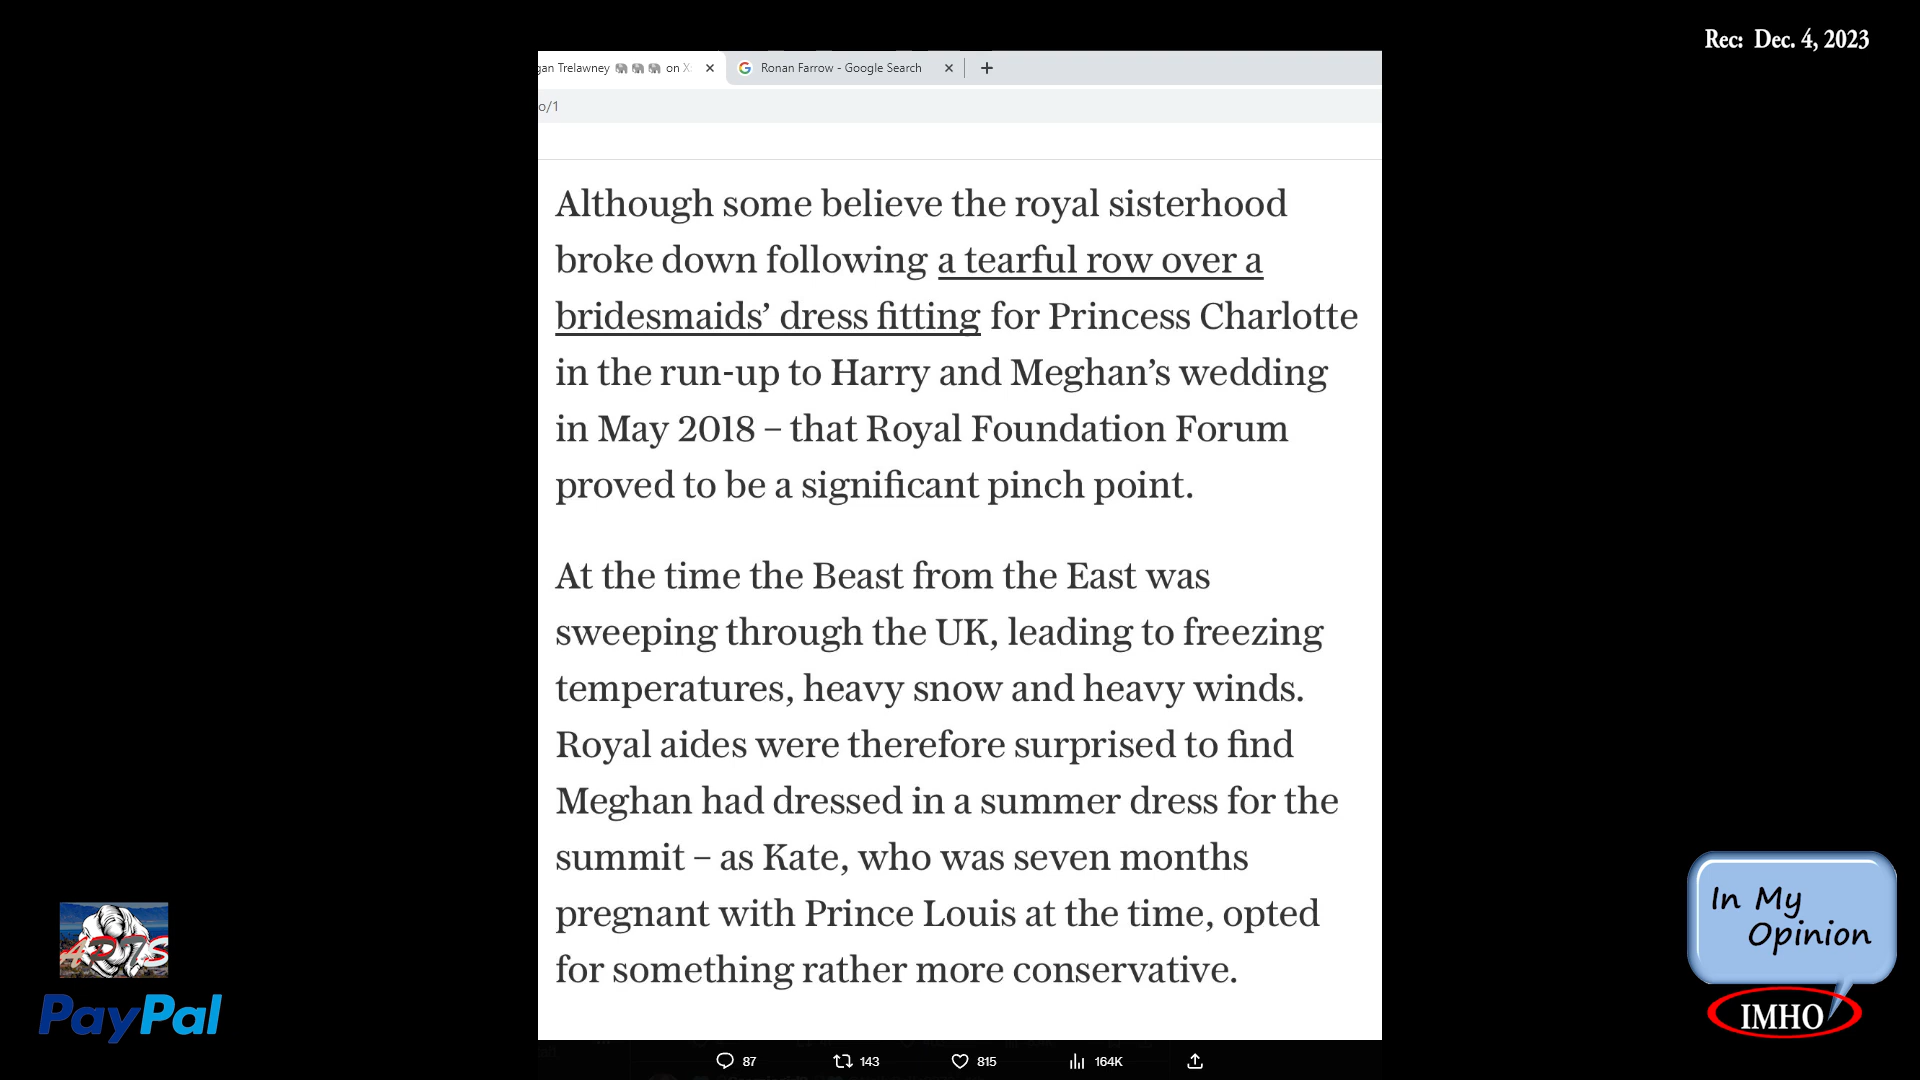 Rec: Dec. 4, 2023
gan Trelawney on X:
Ronan Farrow - Google Search
o/1
Although some believe the royal sisterhood
broke down following a tearful row over a
bridesmaids’ dress fitting for Princess Charlotte
in the run-up to Harry and Meghan’s wedding
in May 2018 – that Royal Foundation Forum
proved to be a significant pinch point.
At the time the Beast from the East was
sweeping through the UK, leading to freezing
temperatures, heavy snow and heavy winds.
Royal aides were therefore surprised to find
Meghan had dressed in a summer dress for the
summit – as Kate, who was seven months
pregnant with Prince Louis at the time, opted
for something rather more conservative.
In My
Opinion
IMHO
PayPal
87 143 815 164K